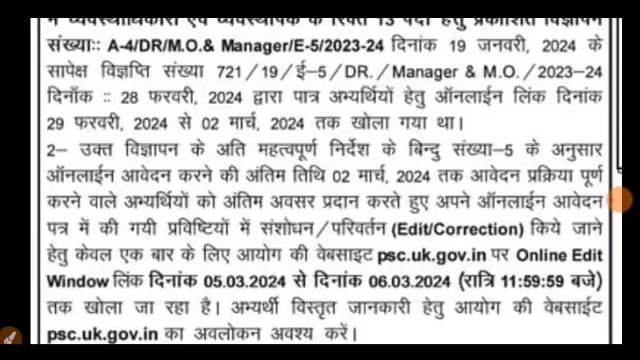 में व्यवस्थाधिकारी एवं व्यवस्थापक के रिक्त 13 पदों हेतु प्रकाशित विज्ञापन
संख्याः A-4/DR/M.O.& Manager/E-5/2023-24 दिनांक 19 जनवरी, 2024 के
सापेक्ष विज्ञप्ति संख्या 721/19/ई–5/DR./Manager & M.O./2023–24
दिनाँक :: 28 फरवरी, 2024 द्वारा पात्र अभ्यर्थियों हेतु ऑनलाईन लिंक दिनांक
29 फरवरी, 2024 से 02 मार्च, 2024 तक खोला गया था।
2– उक्त विज्ञापन के अति महत्वपूर्ण निर्देश के बिन्दु संख्या–5 के अनुसार
ऑनलाईन आवेदन करने की अंतिम तिथि 02 मार्च, 2024 तक आवेदन प्रक्रिया पूर्ण
करने वाले अभ्यर्थियों को अंतिम अवसर प्रदान करते हुए अपने ऑनलाईन आवेदन
पत्र में की गयी प्रविष्टियों में संशोधन/परिवर्तन (Edit/Correction) किये जाने
हेतु केवल एक बार के लिए आयोग की वेबसाइट psc.uk.gov.in पर Online Edit
Window लिंक दिनांक 05.03.2024 से दिनांक 06.03.2024 (रात्रि 11:59:59 बजे)
तक खोला जा रहा है। अभ्यर्थी विस्तृत जानकारी हेतु आयोग की वेबसाईट
psc.uk.gov.in का अवलोकन अवश्य करें।